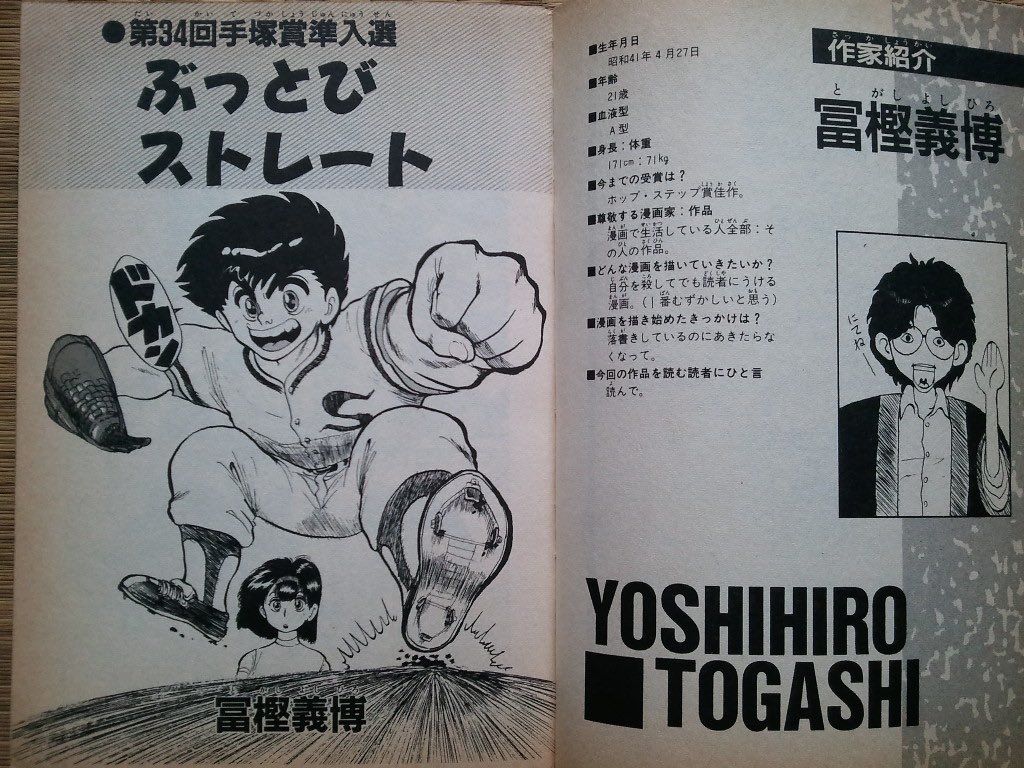 ●第34回手塚賞準入選
ぶっとび
ストレート
ドカン
冨樫義博
作家紹介
冨樫義博
■生年月日
昭和41年4月27日
■年齢
21歳
■血液型
A型
■身長:体重
171cm:71kg
■今までの受賞は?
ホップ・ステップ賞佳作。
■尊敬する漫画家:作品
漫画で生活している人全部:そ
の人の作品。
■どんな漫画を描いていきたいか?
自分を殺してでも読者にうける
漫画。(1番むずかしいと思う)
■漫画を描き始めたきっかけは?
落書きしているのにあきたらな
くなって。
■今回の作品を読む読者にひと言
読んで。
にてね
YOSHIHIRO
■TOGASHI